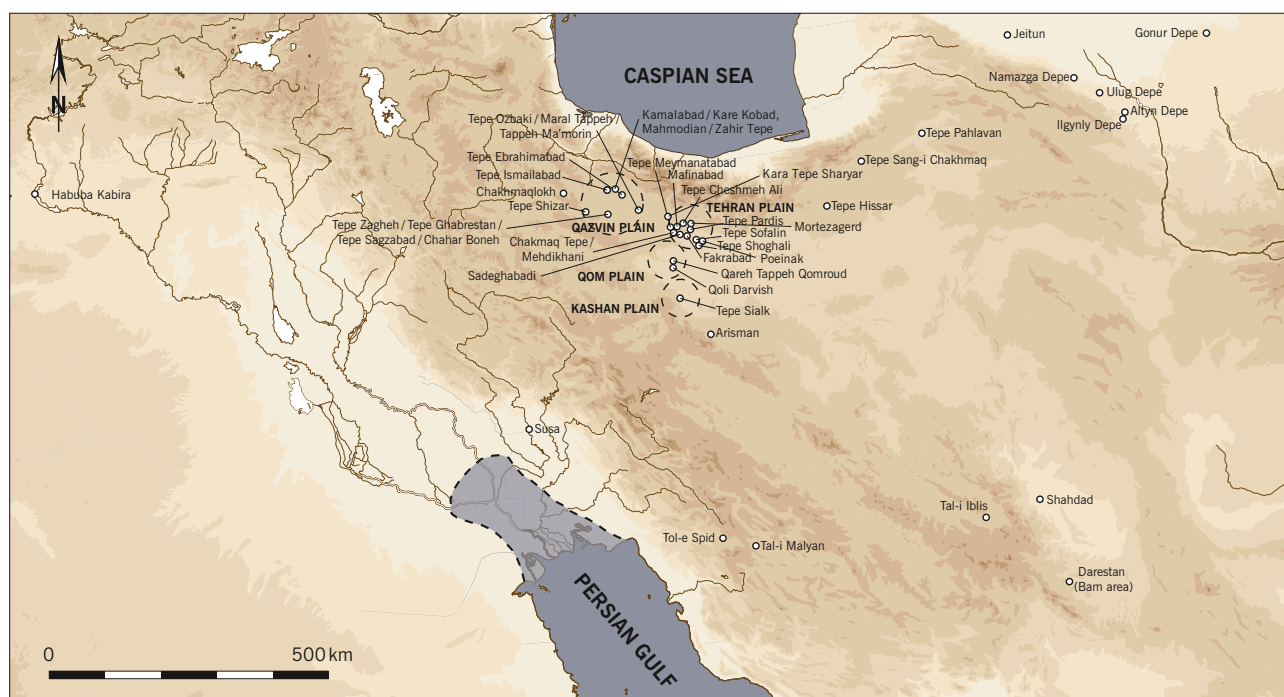 Jeitun
Gonur Depe
CASPIAN SEA
Namazga Depe
Ulug Depe
N
Altyn Depe
Ilgynly Depe
Tepe Ozbaki / Maral Tappeh /
Tappeh Ma'morin
Kamalabad / Kare Kobad,
Mahmodian / Zahir Tepe
Tepe Pahlavan
Tepe Ebrahimabad
Tepe Meymanatabad
Mafinabad
Tepe Sang-i Chakhmaq
Tepe Ismailabad
Kara Tepe Sharyar
Habuba Kabira
Chakhmaqlokh
Tepe Cheshmeh Ali
Tepe Shizar
TEHRAN PLAIN
Tepe Hissar
Tepe Zagheh / Tepe Ghabrestan /
Tepe Sagzabad / Chahar Boneh
QAZVIN PLAIN
Tepe Pardis
Mortezagerd
Tepe Sofalin
Chakmaq Tepe /
Mehdikhani
Tepe Shoghali
Poeinak
Fakrabad
Sadeghabadi
QOM PLAIN
Qareh Tappeh Qomroud
Qoli Darvish
KASHAN PLAIN
Tepe Sialk
Arisman
Susa
Shahdad
Tal-i Iblis
Tol-e Spid
Tal-i Malyan
Darestan
(Bam area)
PERSIAN GULF
0
500 km